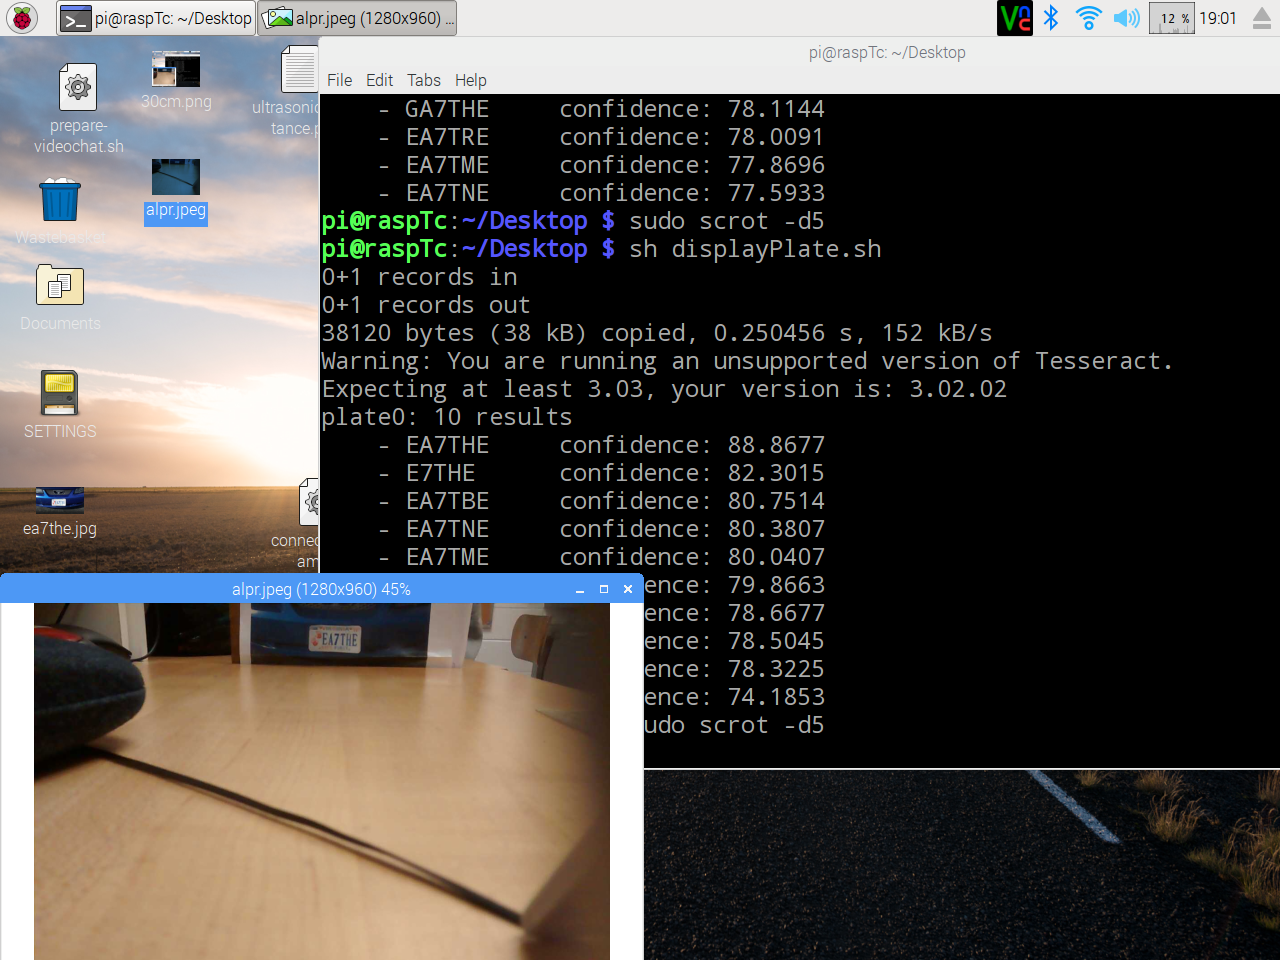 pi@raspTc: ~/Desktop
alpr.jpeg (1280x960) ...
VNC
12 %
19:01
pi@raspTc: ~/Desktop
File Edit Tabs Help
prepare-
videochat.sh
30cm.png
ultrasonic
tance.p
alpr.jpeg
Wastebasket
Documents
SETTINGS
ea7the.jpg
connec
am
- GA7THE confidence: 78.1144
- EA7TRE confidence: 78.0091
- EA7TME confidence: 77.8696
- EA7TNE confidence: 77.5933
pi@raspTc:~/Desktop $ sudo scrot -d5
pi@raspTc:~/Desktop $ sh displayPlate.sh
0+1 records in
0+1 records out
38120 bytes (38 kB) copied, 0.250456 s, 152 kB/s
Warning: You are running an unsupported version of Tesseract.
Expecting at least 3.03, your version is: 3.02.02
plate0: 10 results
- EA7THE confidence: 88.8677
- E7THE confidence: 82.3015
- EA7TBE confidence: 80.7514
- EA7TNE confidence: 80.3807
- EA7TME confidence: 80.0407
ence: 79.8663
ence: 78.6677
ence: 78.5045
ence: 78.3225
ence: 74.1853
udo scrot -d5
alpr.jpeg (1280x960) 45%
EA7THE